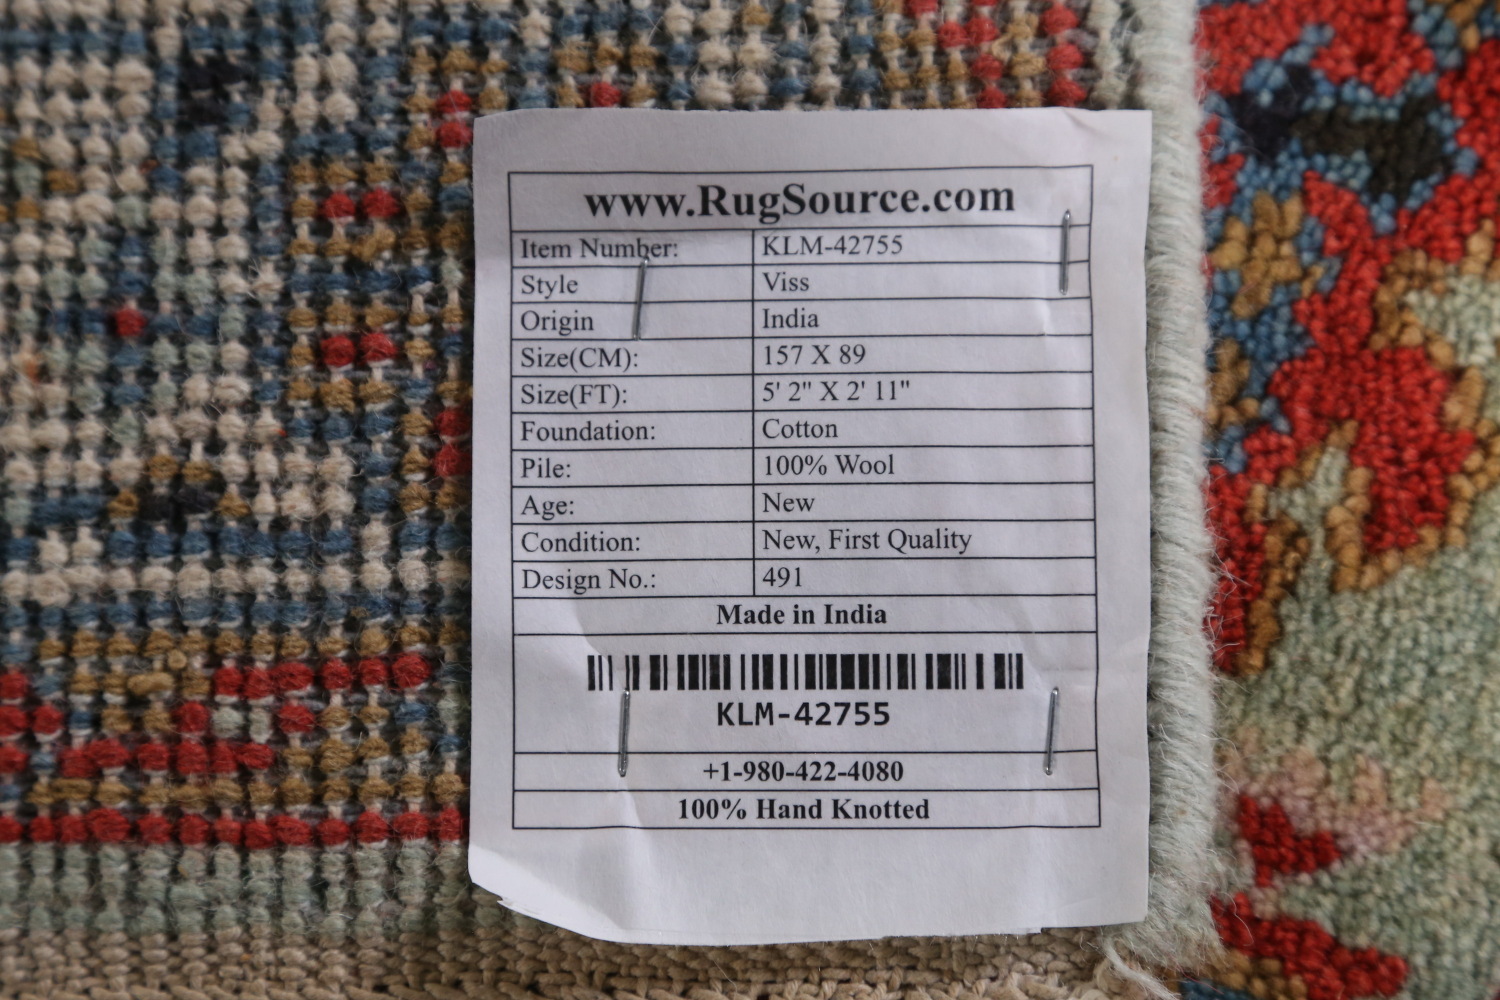 www.RugSource.com
Item Number: KLM-42755
Style Viss
Origin India
Size(CM): 157 X 89
Size(FT): 5' 2" X 2' 11"
Foundation: Cotton
Pile: 100% Wool
Age: New
Condition: New, First Quality
Design No.: 491
Made in India
KLM-42755
+1-980-422-4080
100% Hand Knotted